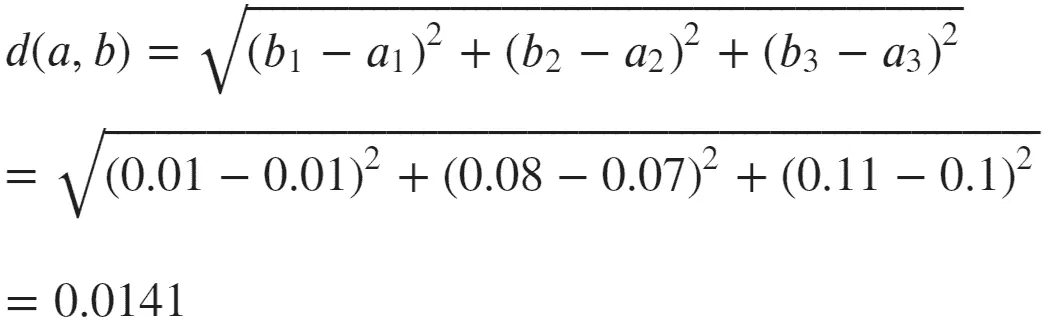 d(a, b) = √(b₁ − a₁)² + (b₂ − a₂)² + (b₃ − a₃)²
= √(0.01 − 0.01)² + (0.08 − 0.07)² + (0.11 − 0.1)²
= 0.0141